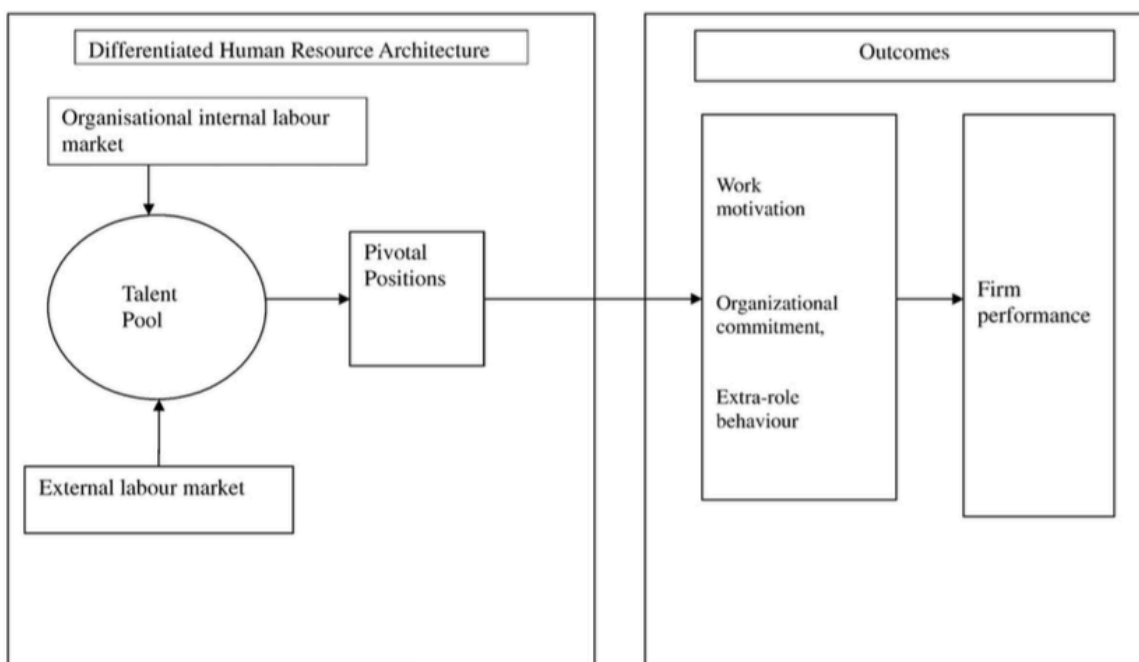 Differentiated Human Resource Architecture
Organisational internal labour
market
Talent
Pool
Pivotal
Positions
External labour market
Outcomes
Work
motivation
Organizational
commitment,
Extra-role
behaviour
Firm
performance